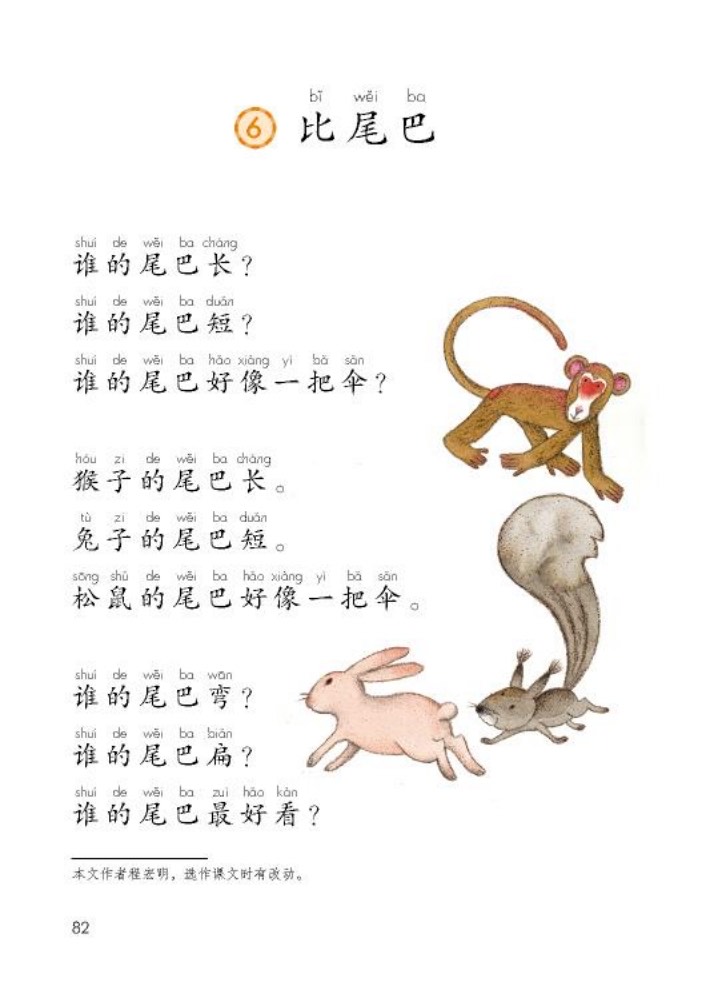 bǐ wěi ba
6 比尾巴
shuí de wěi ba cháng
谁的尾巴长？
shuí de wěi ba duǎn
谁的尾巴短？
shuí de wěi ba hǎo xiàng yì bǎ sǎn
谁的尾巴好像一把伞？
hóu zi de wěi ba cháng
猴子的尾巴长。
tù zi de wěi ba duǎn
兔子的尾巴短。
sōng shǔ de wěi ba hǎo xiàng yì bǎ sǎn
松鼠的尾巴好像一把伞。
shuí de wěi ba wān
谁的尾巴弯？
shuí de wěi ba biǎn
谁的尾巴扁？
shuí de wěi ba zuì hǎo kàn
谁的尾巴最好看？
本文作者程宏明，选作课文时有改动。
82